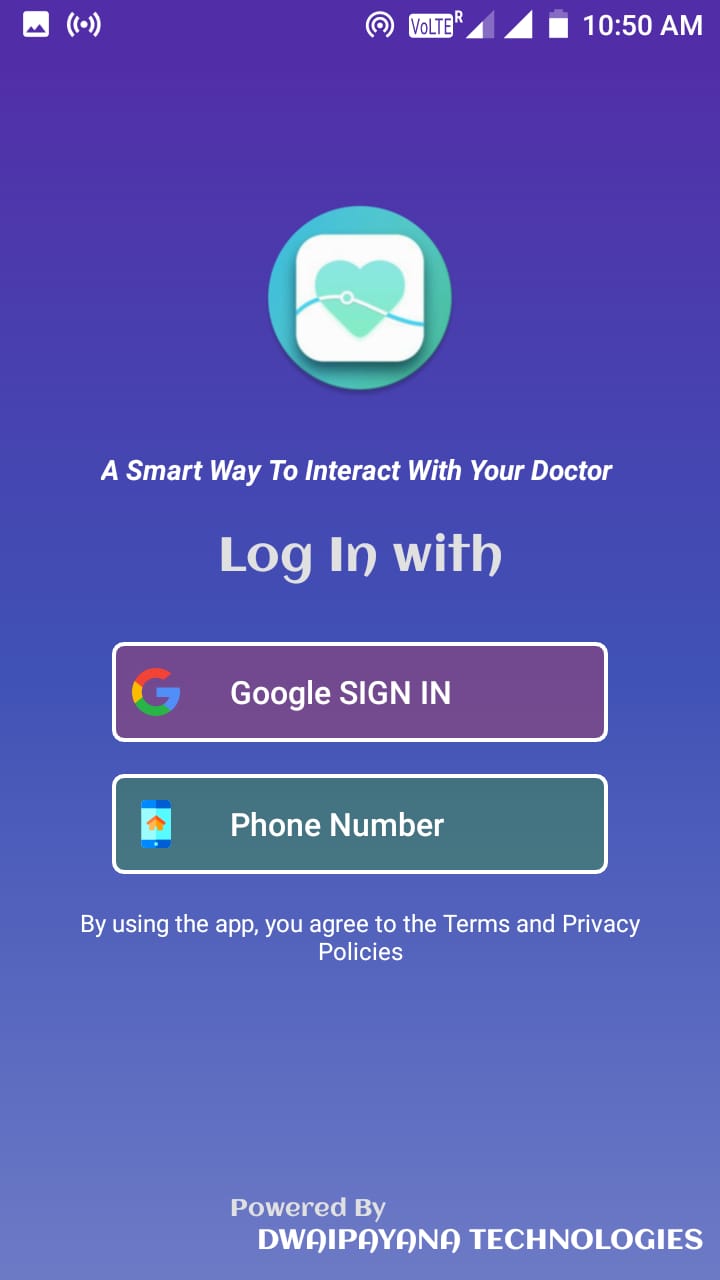 VoLTE R 10:50 AM
A Smart Way To Interact With Your Doctor
Log In with
Google SIGN IN
Phone Number
By using the app, you agree to the Terms and Privacy
Policies
Powered By
DWAIPAYANA TECHNOLOGIES